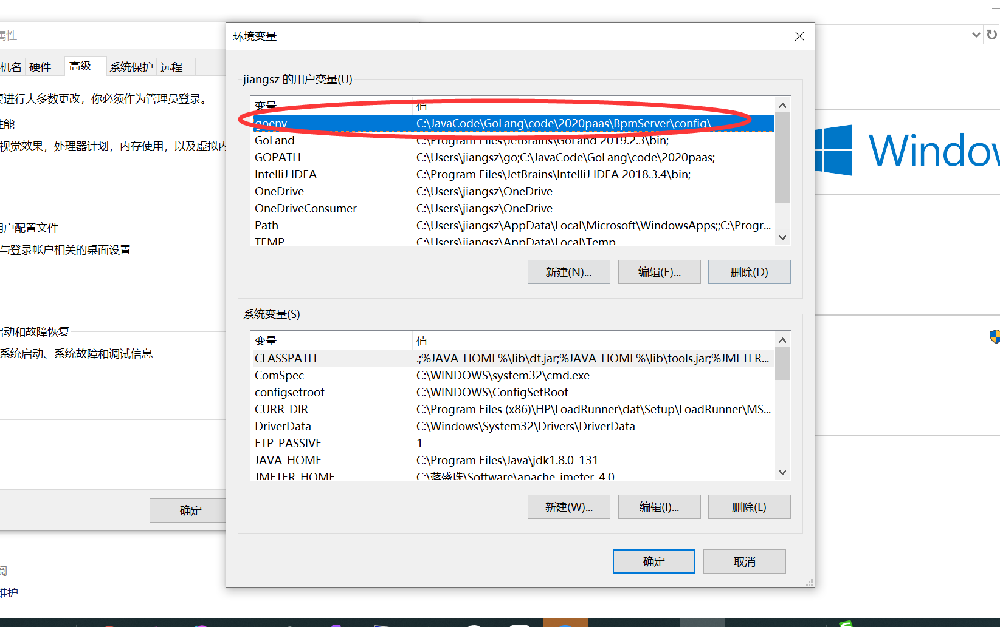 环境变量
属性
机名 硬件 高级 系统保护 远程
jiangsz 的用户变量(U)
要进行大多数更改，你必须作为管理员登录。
变量 值
性能
goenv C:\JavaCode\GoLang\code\2020paas\BpmServer\config\
GoLand C:\Program Files\JetBrains\GoLand 2019.2.3\bin;
视觉效果，处理器计划，内存使用，以及虚拟内
GOPATH C:\Users\jiangsz\go;C:\JavaCode\GoLang\code\2020paas;
IntelliJ IDEA C:\Program Files\JetBrains\IntelliJ IDEA 2018.3.4\bin;
OneDrive C:\Users\jiangsz\OneDrive
OneDriveConsumer C:\Users\jiangsz\OneDrive
Path C:\Users\jiangsz\AppData\Local\Microsoft\WindowsApps;;C:\Progr...
用户配置文件
TEMP C:\Users\jiangsz\AppData\Local\Temp
与登录帐户相关的桌面设置
新建(N)... 编辑(E)... 删除(D)
系统变量(S)
启动和故障恢复
变量 值
系统启动、系统故障和调试信息
CLASSPATH .;%JAVA_HOME%\lib\dt.jar;%JAVA_HOME%\lib\tools.jar;%JMETER...
ComSpec C:\WINDOWS\system32\cmd.exe
configsetroot C:\WINDOWS\ConfigSetRoot
CURR_DIR C:\Program Files (x86)\HP\LoadRunner\dat\Setup\LoadRunner\MS...
DriverData C:\Windows\System32\Drivers\DriverData
FTP_PASSIVE 1
JAVA_HOME C:\Program Files\Java\jdk1.8.0_131
JMETER_HOME C:\蒋盛珠\Software\apache-jmeter-4.0
新建(W)... 编辑(I)... 删除(L)
确定
确定 取消
阅
维护
Windo